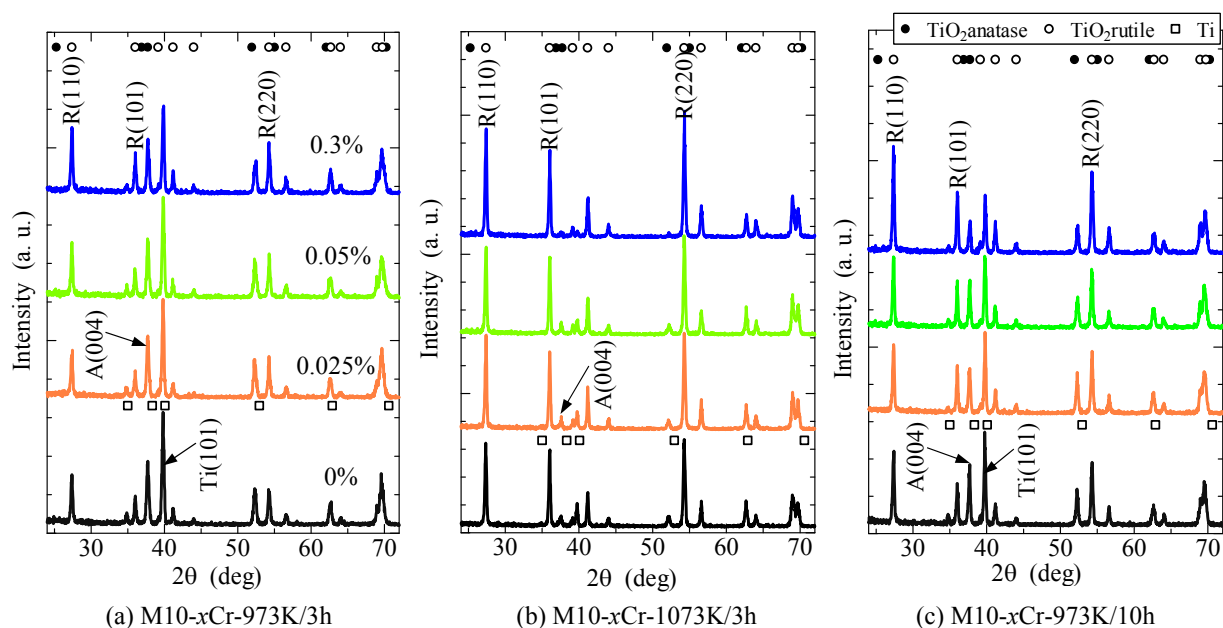 TiO2anatase TiO2rutile Ti
R(110)
R(101)
R(220)
0.3%
0.05%
A(004)
0.025%
Ti(101)
0%
Intensity (a. u.)
30 40 50 60 70
2θ (deg)
(a) M10-xCr-973K/3h
R(110)
R(101)
R(220)
A(004)
Intensity (a. u.)
30 40 50 60 70
2θ (deg)
(b) M10-xCr-1073K/3h
R(110)
R(101)
R(220)
A(004)
Ti(101)
Intensity (a. u.)
30 40 50 60 70
2θ (deg)
(c) M10-xCr-973K/10h